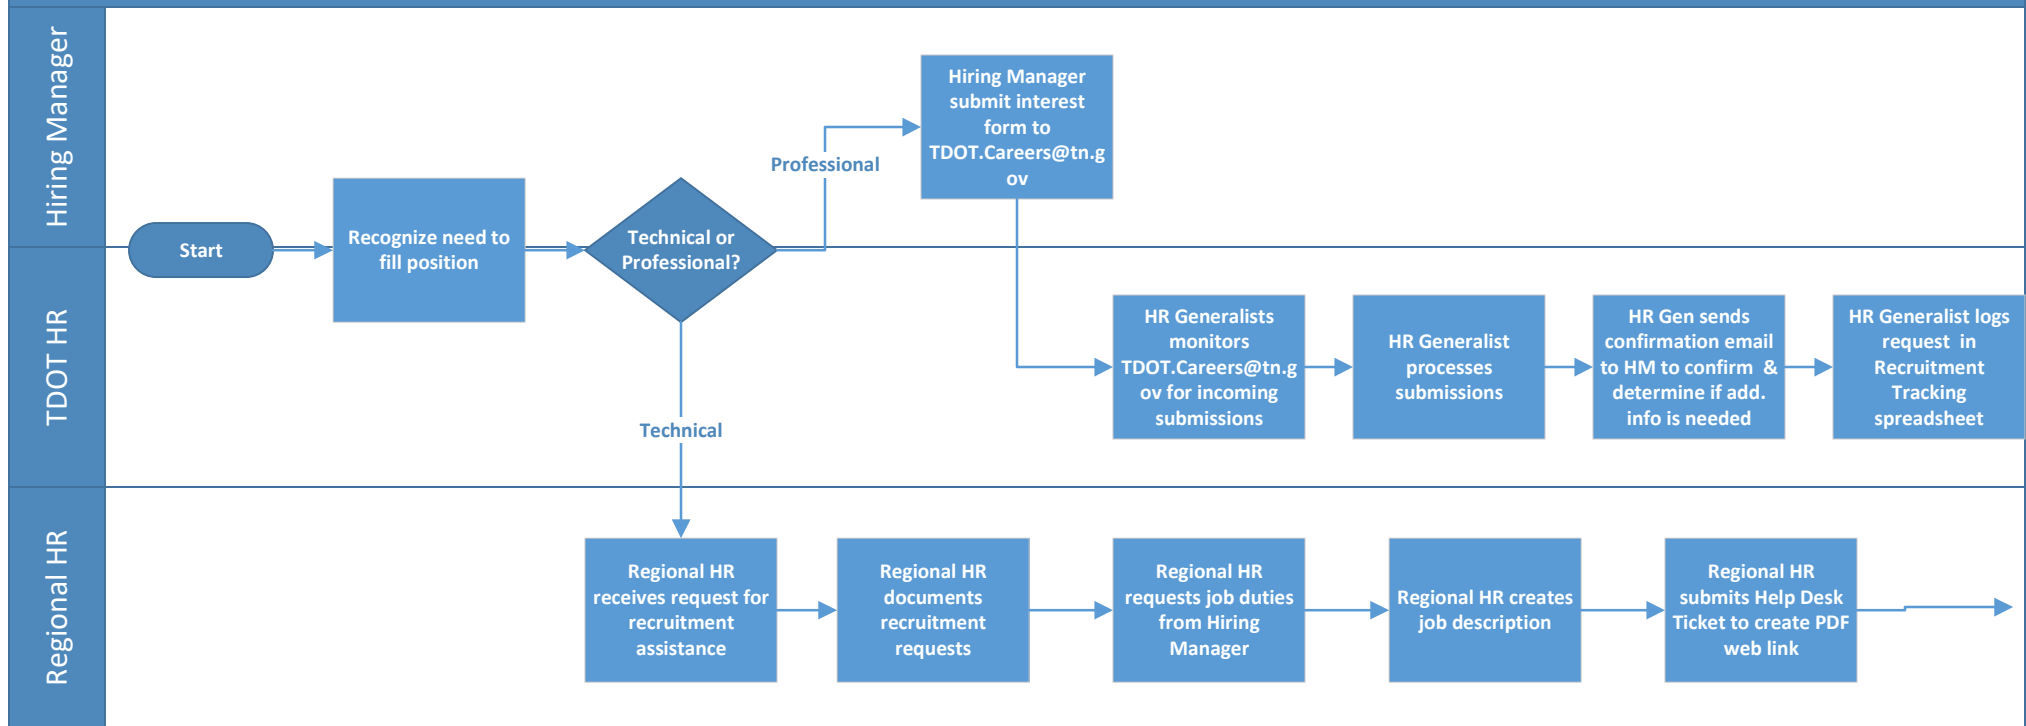 Hiring Manager
Start
Recognize need to
fill position
Technical or
Professional?
Professional
Hiring Manager
submit interest
form to
TDOT.Careers@tn.g
ov
Technical
TDOT HR
HR Generalists
monitors
TDOT.Careers@tn.g
ov for incoming
submissions
HR Generalist
processes
submissions
HR Gen sends
confirmation email
to HM to confirm  &
determine if add.
info is needed
HR Generalist logs
request  in
Recruitment
Tracking
spreadsheet
Regional HR
Regional HR
receives request for
recruitment
assistance
Regional HR
documents
recruitment
requests
Regional HR
requests job duties
from Hiring
Manager
Regional HR creates
job description
Regional HR
submits Help Desk
Ticket to create PDF
web link